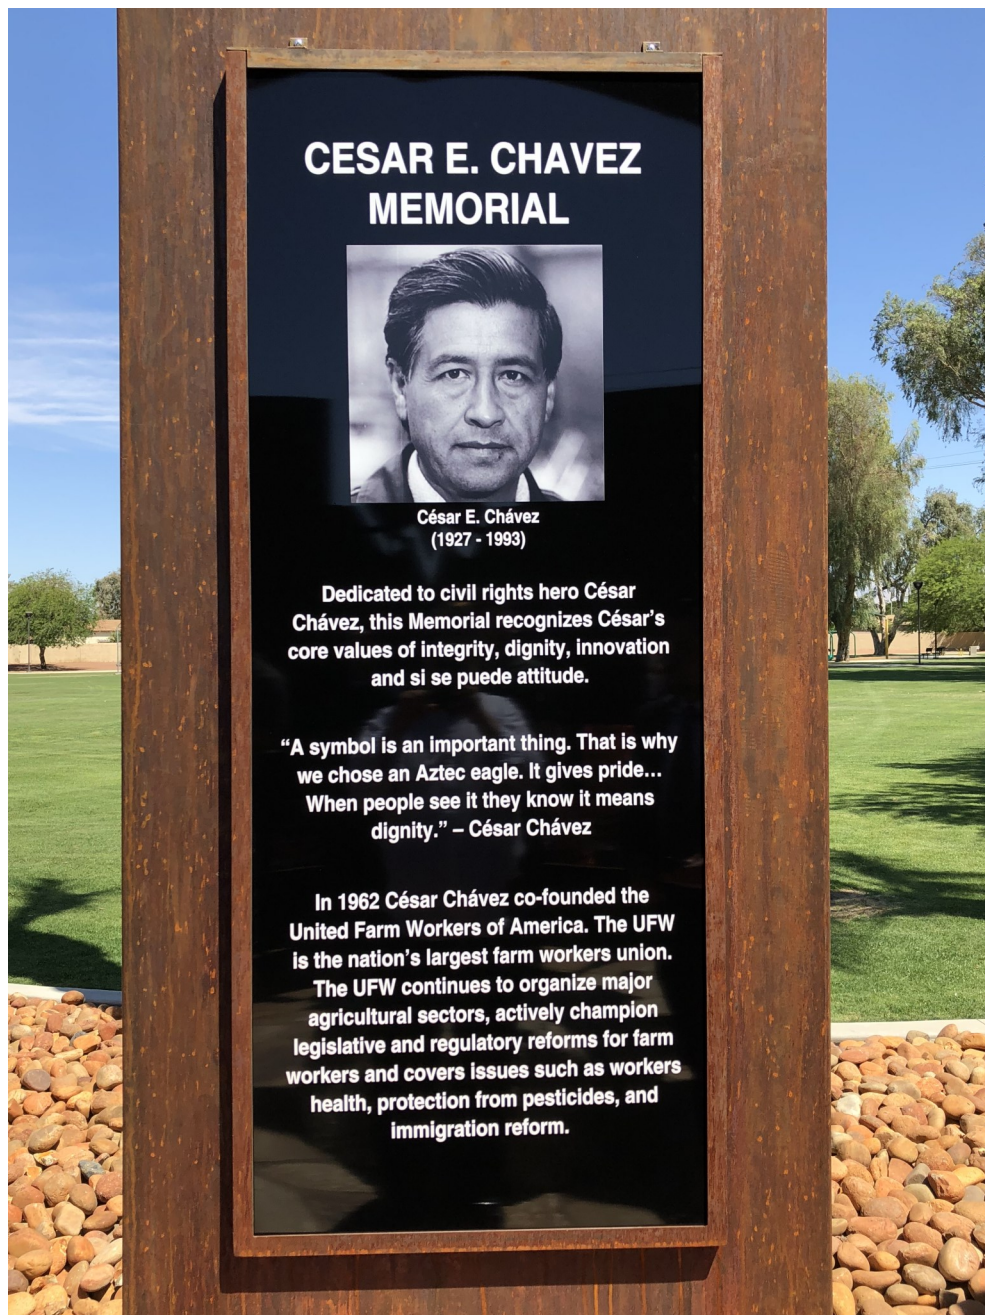 CESAR E. CHAVEZ
MEMORIAL
César E. Chávez
(1927 - 1993)
Dedicated to civil rights hero César
Chávez, this Memorial recognizes César’s
core values of integrity, dignity, innovation
and si se puede attitude.
“A symbol is an important thing. That is why
we chose an Aztec eagle. It gives pride...
When people see it they know it means
dignity.” – César Chávez
In 1962 César Chávez co-founded the
United Farm Workers of America. The UFW
is the nation’s largest farm workers union.
The UFW continues to organize major
agricultural sectors, actively champion
legislative and regulatory reforms for farm
workers and covers issues such as workers
health, protection from pesticides, and
immigration reform.